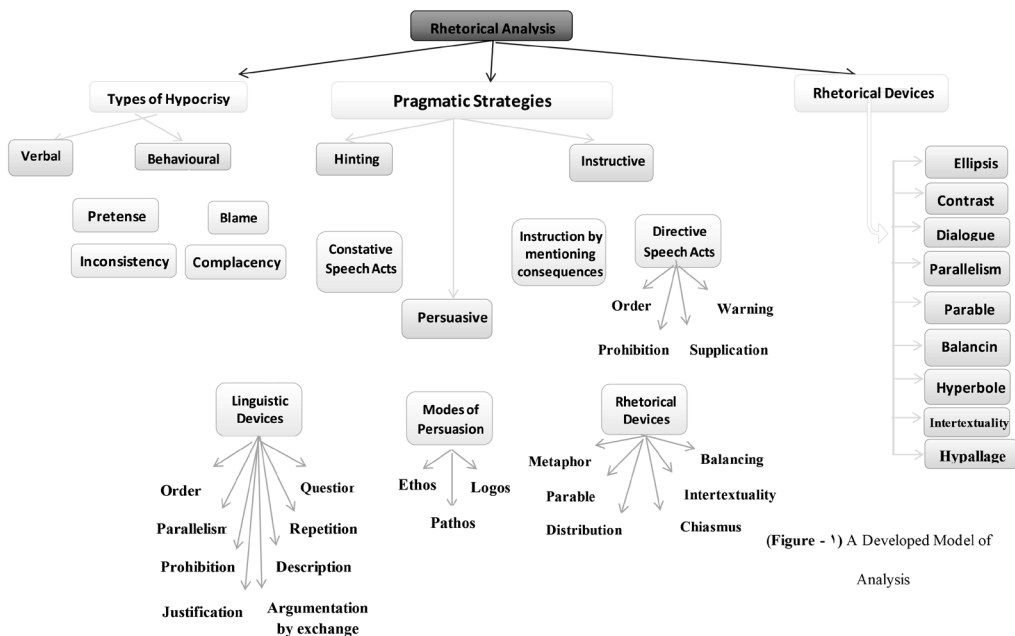 Rhetorical Analysis
Types of Hypocrisy
Pragmatic Strategies
Rhetorical Devices
Verbal
Behavioural
Hinting
Instructive
Pretense
Blame
Inconsistency
Complacency
Constative
Speech Acts
Persuasive
Instruction by
mentioning
consequences
Directive
Speech Acts
Order
Warning
Prohibition
Supplication
Ellipsis
Contrast
Dialogue
Parallelism
Parable
Balancin
Hyperbole
Intertextuality
Hypallage
Linguistic
Devices
Order
Question
Parallelism
Repetition
Prohibition
Description
Justification
Argumentation
by exchange
Modes of
Persuasion
Ethos
Logos
Pathos
Rhetorical
Devices
Metaphor
Balancing
Parable
Intertextuality
Distribution
Chiasmus
(Figure - ١) A Developed Model of
Analysis